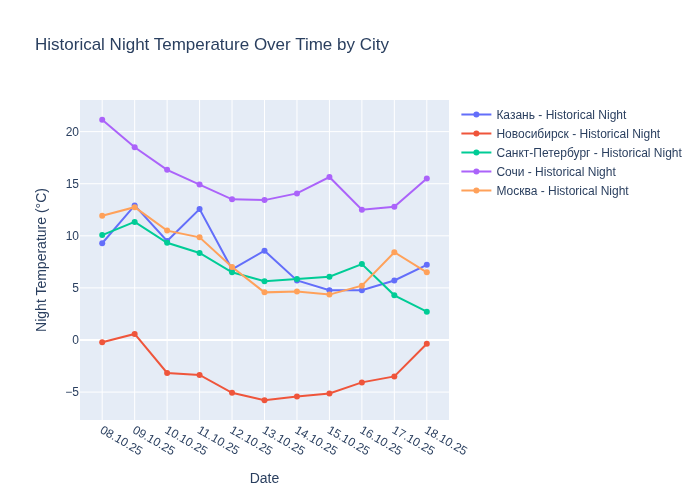 Historical Night Temperature Over Time by City
Казань - Historical Night
Новосибирск - Historical Night
Санкт-Петербург - Historical Night
Сочи - Historical Night
Москва - Historical Night
Night Temperature (°C)
20
15
10
5
0
−5
08.10.25
09.10.25
10.10.25
11.10.25
12.10.25
13.10.25
14.10.25
15.10.25
16.10.25
17.10.25
18.10.25
Date